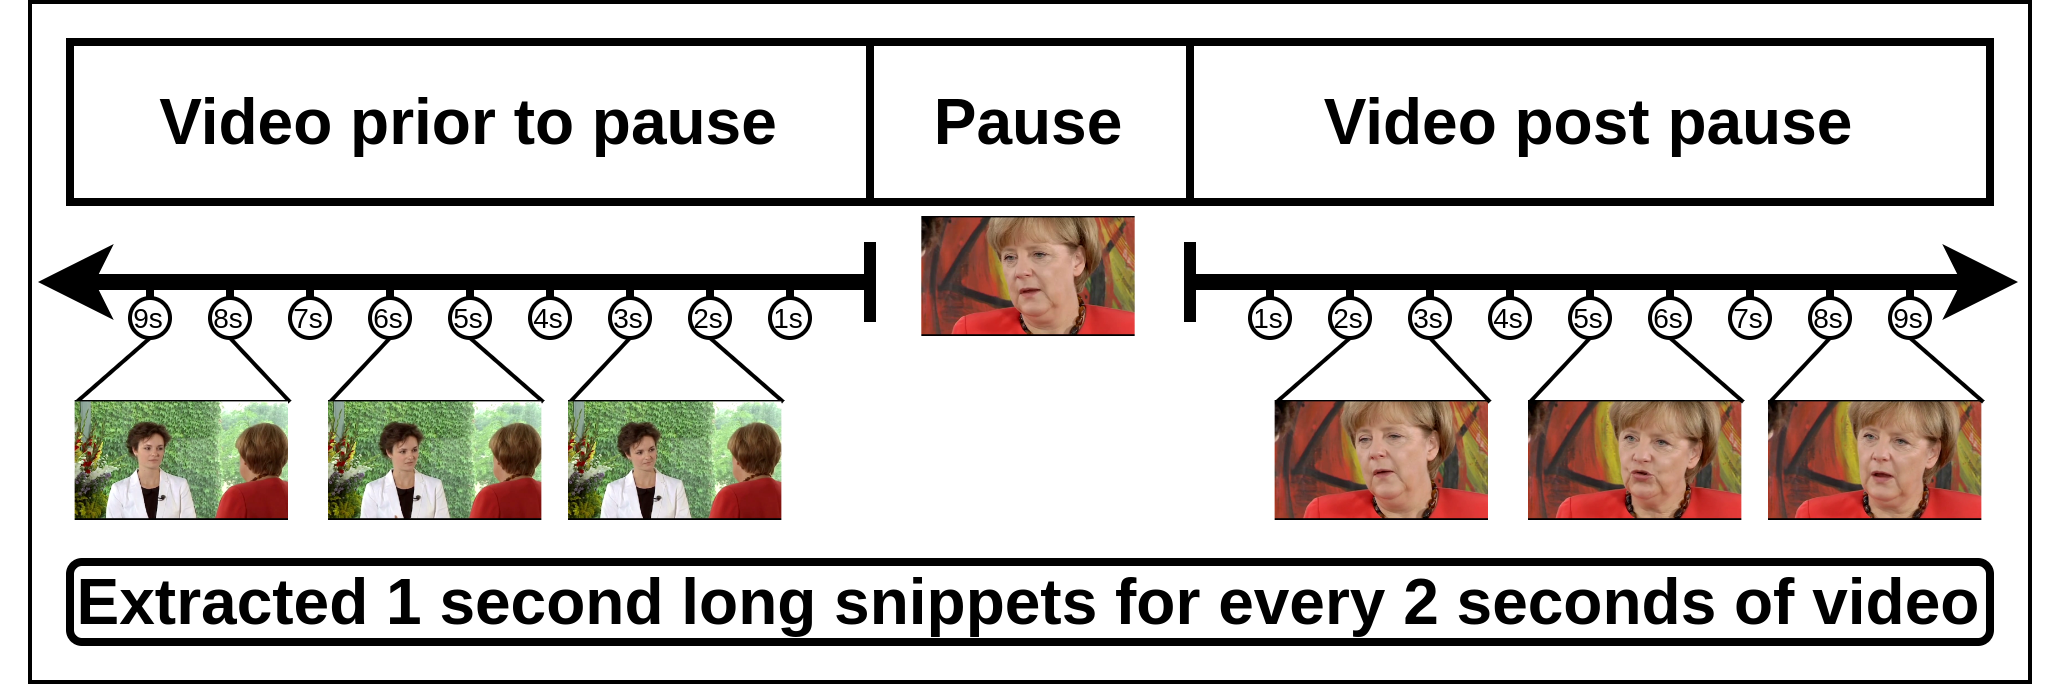 Video prior to pause Pause Video post pause
9s 8s 7s 6s 5s 4s 3s 2s 1s 1s 2s 3s 4s 5s 6s 7s 8s 9s
Extracted 1 second long snippets for every 2 seconds of video